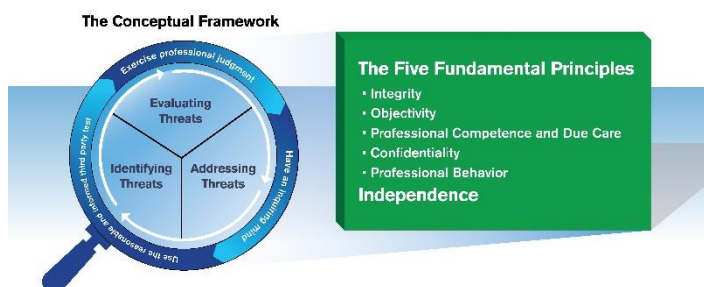 The Conceptual Framework
Exercise professional judgment
Have an inquiring mind
Use the reasonable and informed third party test
Evaluating
Threats
Identifying
Threats
Addressing
Threats
The Five Fundamental Principles
• Integrity
• Objectivity
• Professional Competence and Due Care
• Confidentiality
• Professional Behavior
Independence